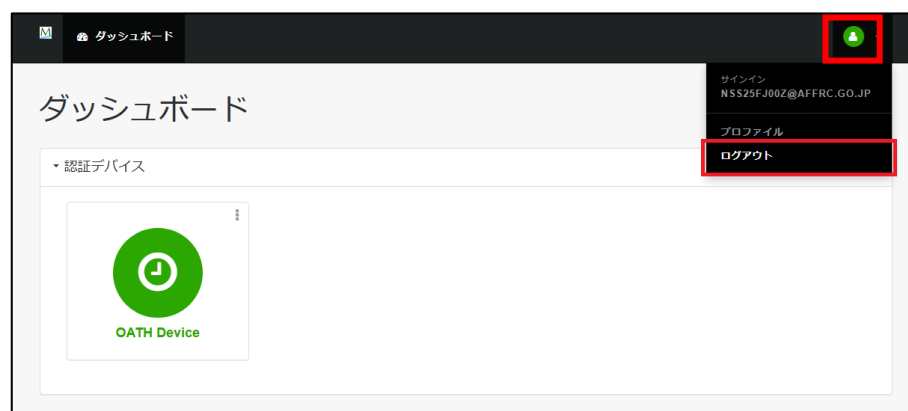 M ダッシュボード
サインイン
NSS25FJ00Z@AFFRC.GO.JP
プロファイル
ログアウト
ダッシュボード
認証デバイス
OATH Device